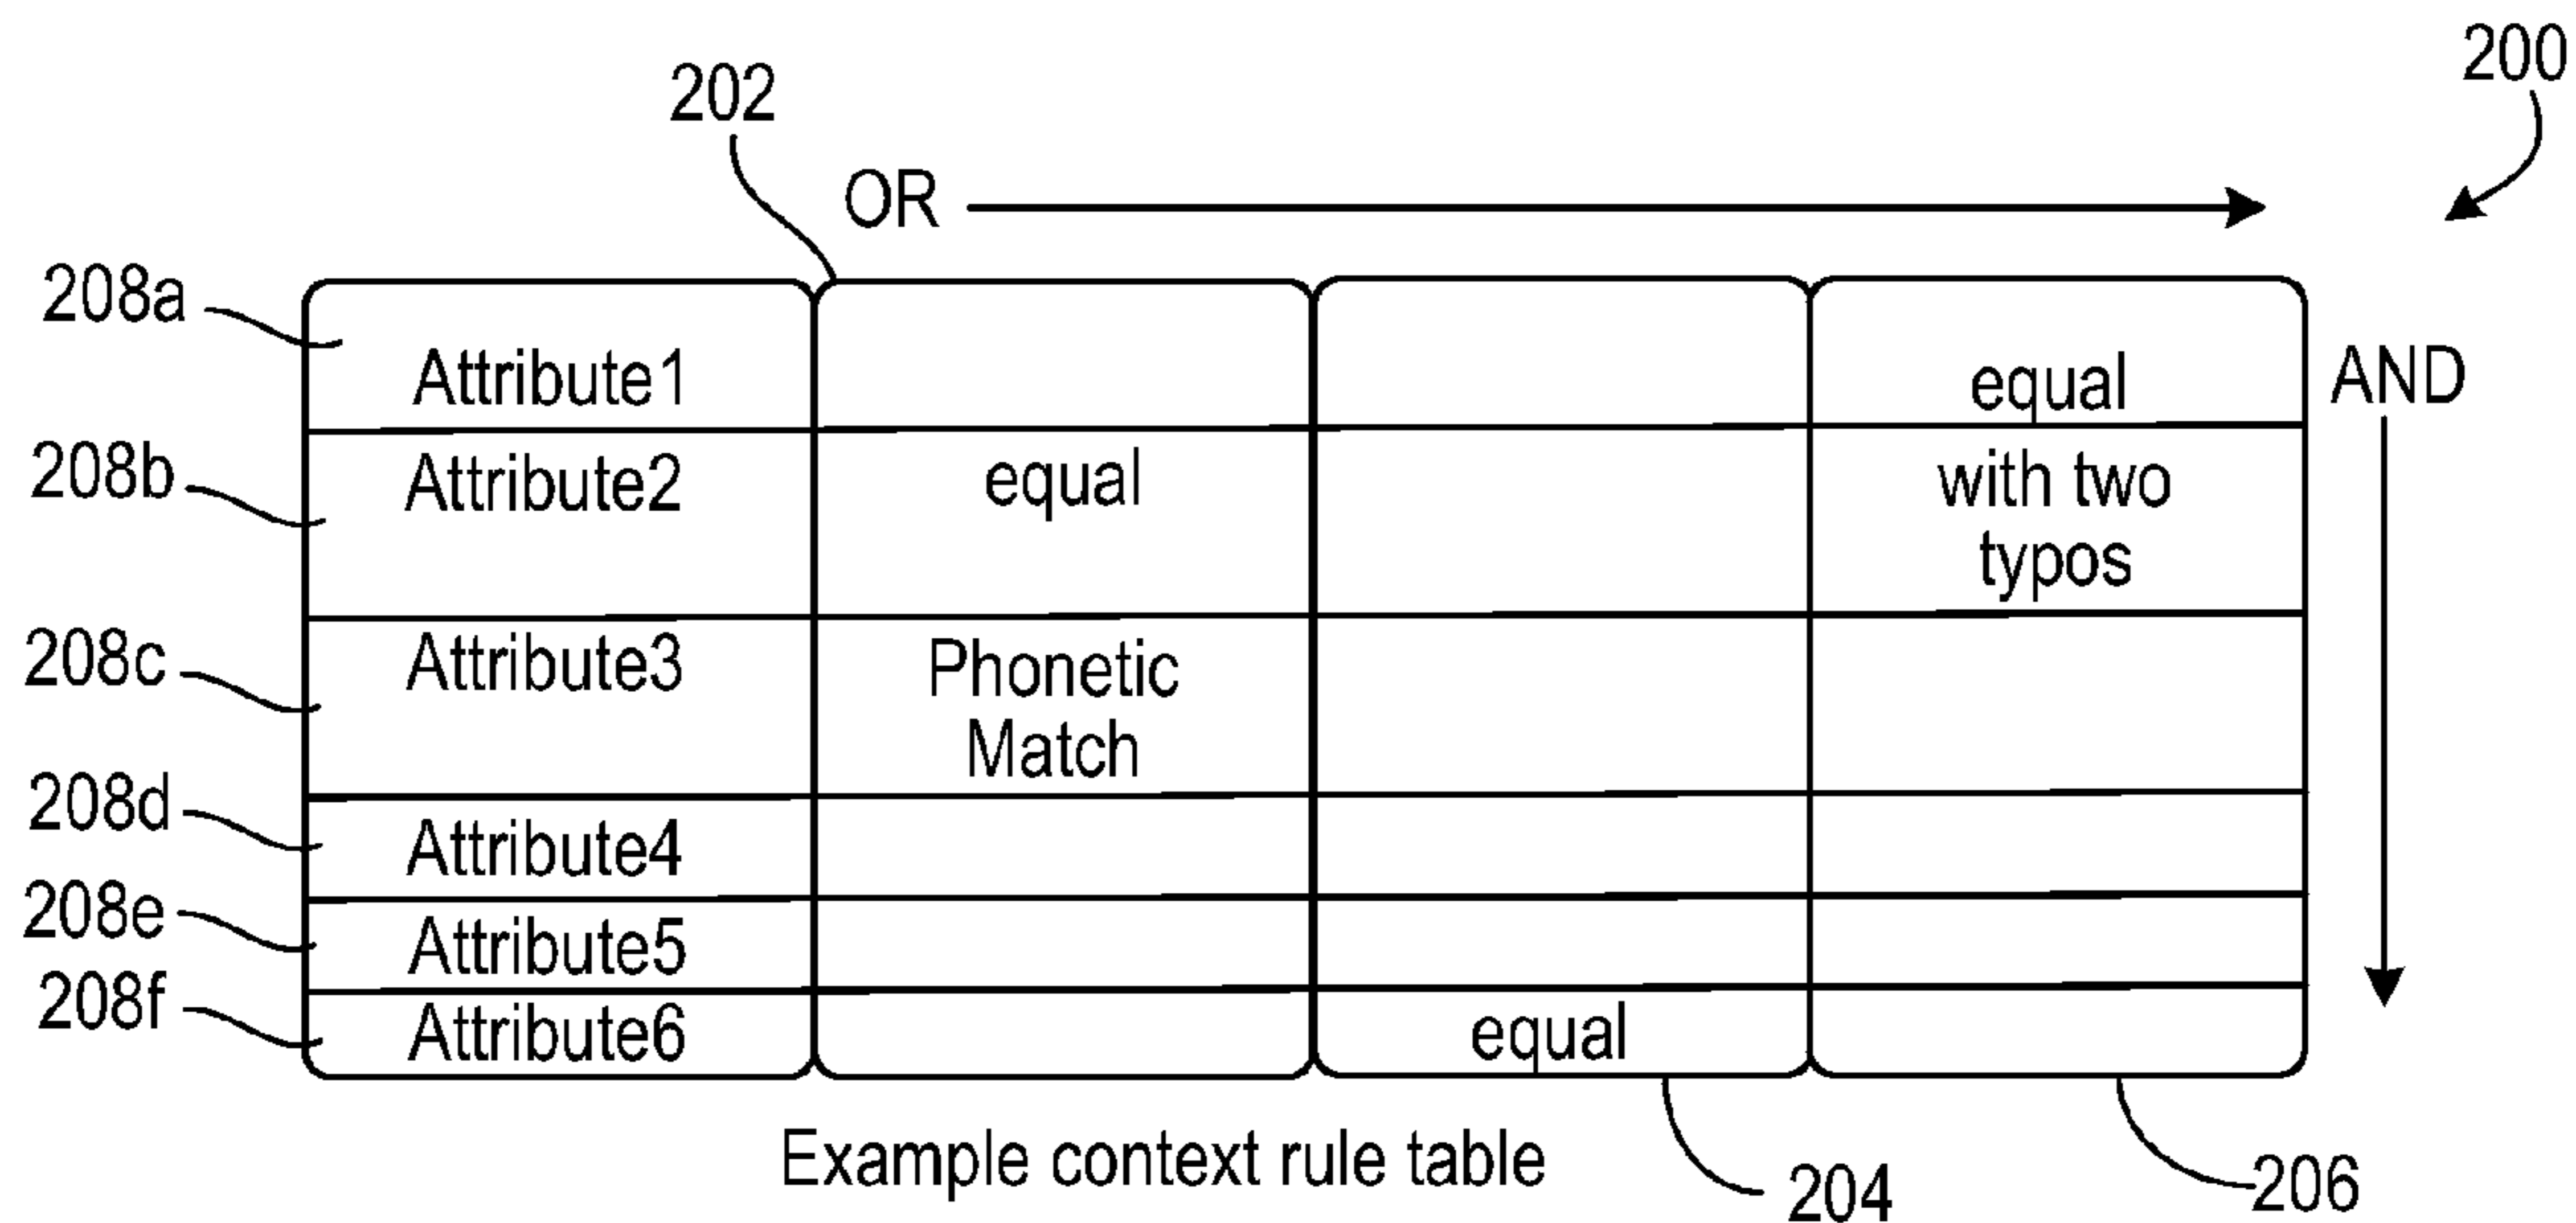 200
202
OR
208a
Attribute1
equal
AND
208b
Attribute2
equal
with two
typos
208c
Attribute3
Phonetic
Match
208d
Attribute4
208e
Attribute5
208f
Attribute6
equal
Example context rule table
204
206